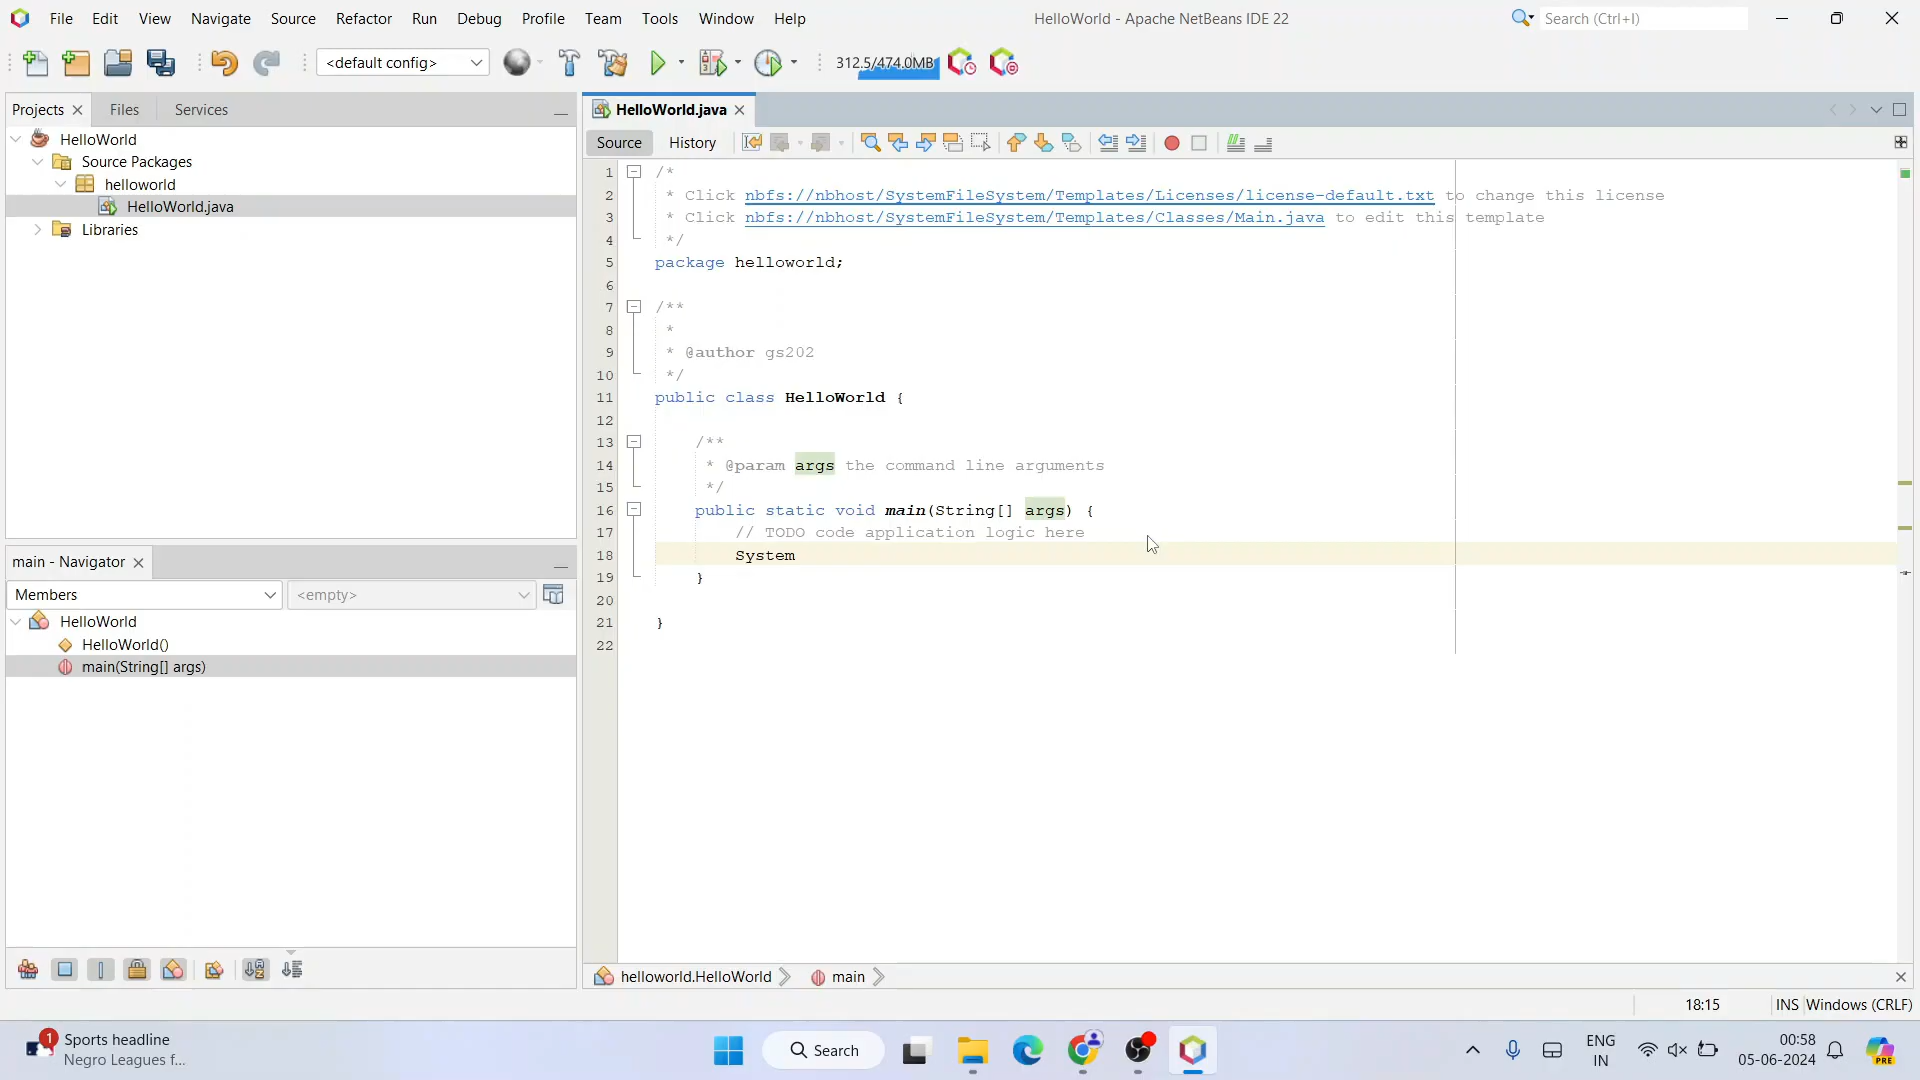 File Edit View Navigate Source Refactor Run Debug Profile Team Tools Window Help
HelloWorld - Apache NetBeans IDE 22
Search (Ctrl+I)
<default config>
312.5/474.0MB
Projects Files Services
HelloWorld
Source Packages
helloworld
HelloWorld.java
Libraries
main - Navigator
Members
<empty>
HelloWorld
HelloWorld()
main(String[] args)
HelloWorld.java
Source History
1 /*
2 * Click nbfs://nbhost/SystemFileSystem/Templates/Licenses/license-default.txt to change this license
3 * Click nbfs://nbhost/SystemFileSystem/Templates/Classes/Main.java to edit this template
4 */
5 package helloworld;
6
7 /**
8 *
9 * @author gs202
10 */
11 public class HelloWorld {
12
13 /**
14 * @param args the command line arguments
15 */
16 public static void main(String[] args) {
17 // TODO code application logic here
18 System
19 }
20
21 }
22
helloworld.HelloWorld main
18:15 INS Windows (CRLF)
1
Sports headline
Negro Leagues f...
Search
ENG
IN
00:58
05-06-2024
PRE